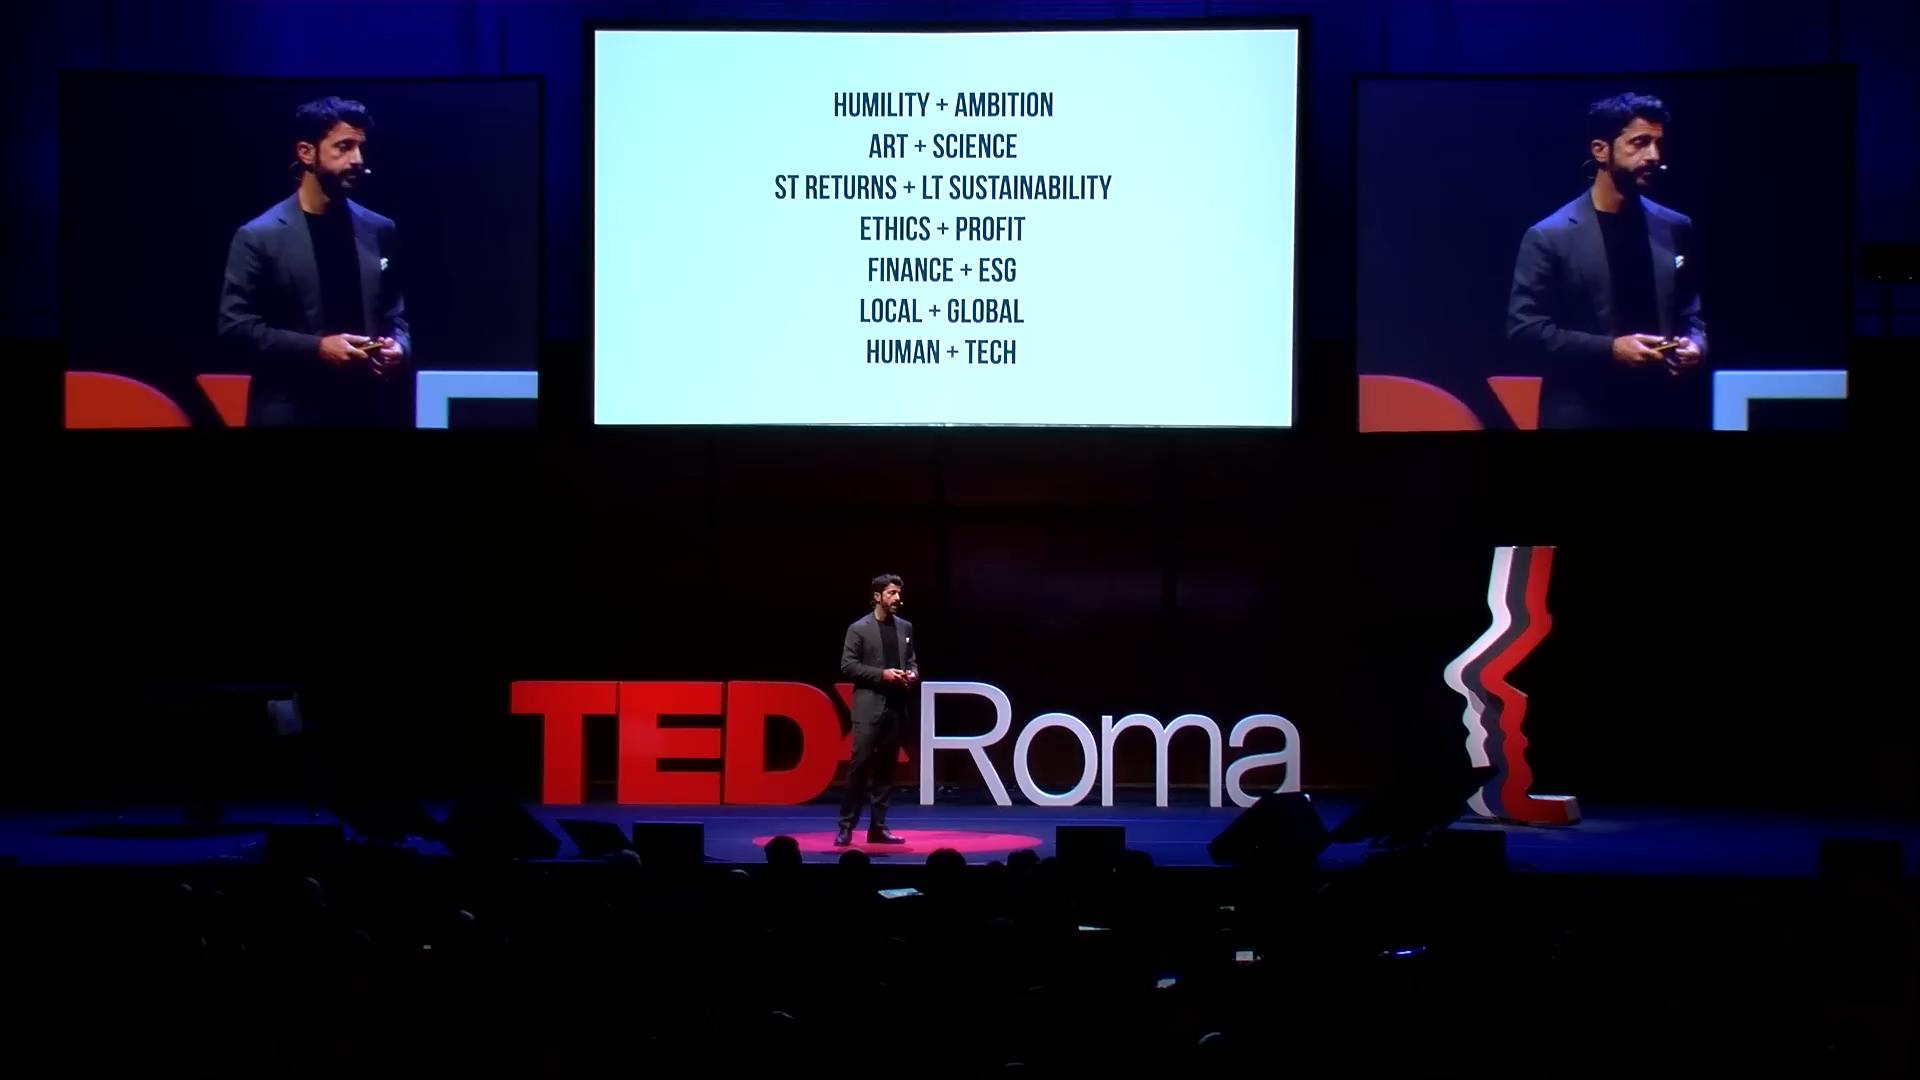 HUMILITY + AMBITION
ART + SCIENCE
ST RETURNS + LT SUSTAINABILITY
ETHICS + PROFIT
FINANCE + ESG
LOCAL + GLOBAL
HUMAN + TECH
TEDxRoma